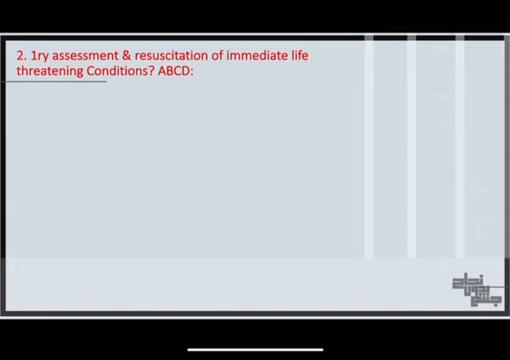 2. 1ry assessment & resuscitation of immediate life
threatening Conditions? ABCD: